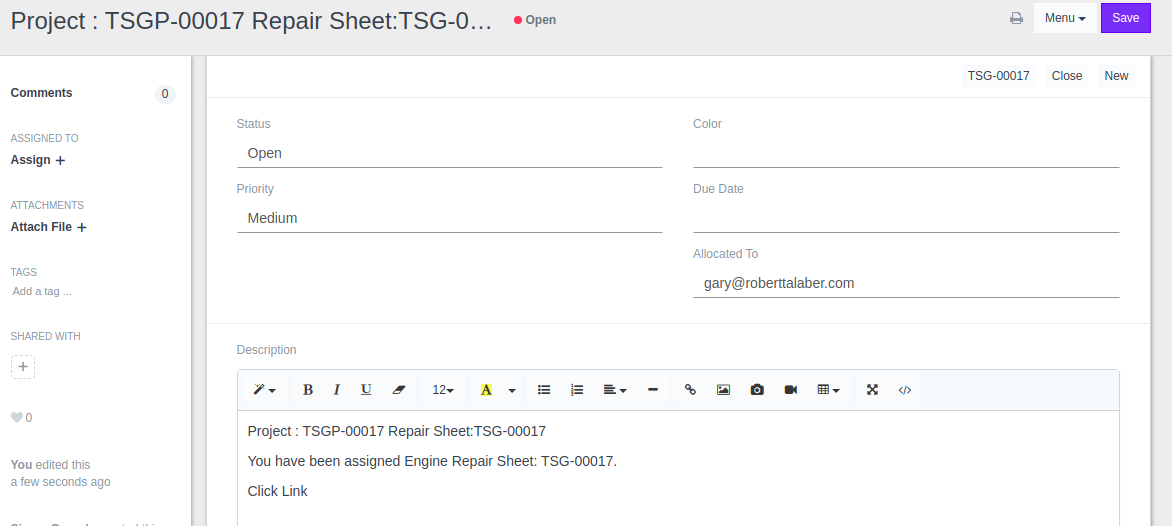 Project : TSGP-00017 Repair Sheet:TSG-0...
Open
Menu
Save
Comments
0
ASSIGNED TO
Assign +
ATTACHMENTS
Attach File +
TAGS
Add a tag ...
SHARED WITH
+
0
You edited this
a few seconds ago
TSG-00017
Close
New
Status
Open
Color
Priority
Medium
Due Date
Allocated To
gary@roberttalaber.com
Description
B I U 12 A
Project : TSGP-00017 Repair Sheet:TSG-00017
You have been assigned Engine Repair Sheet: TSG-00017.
Click Link